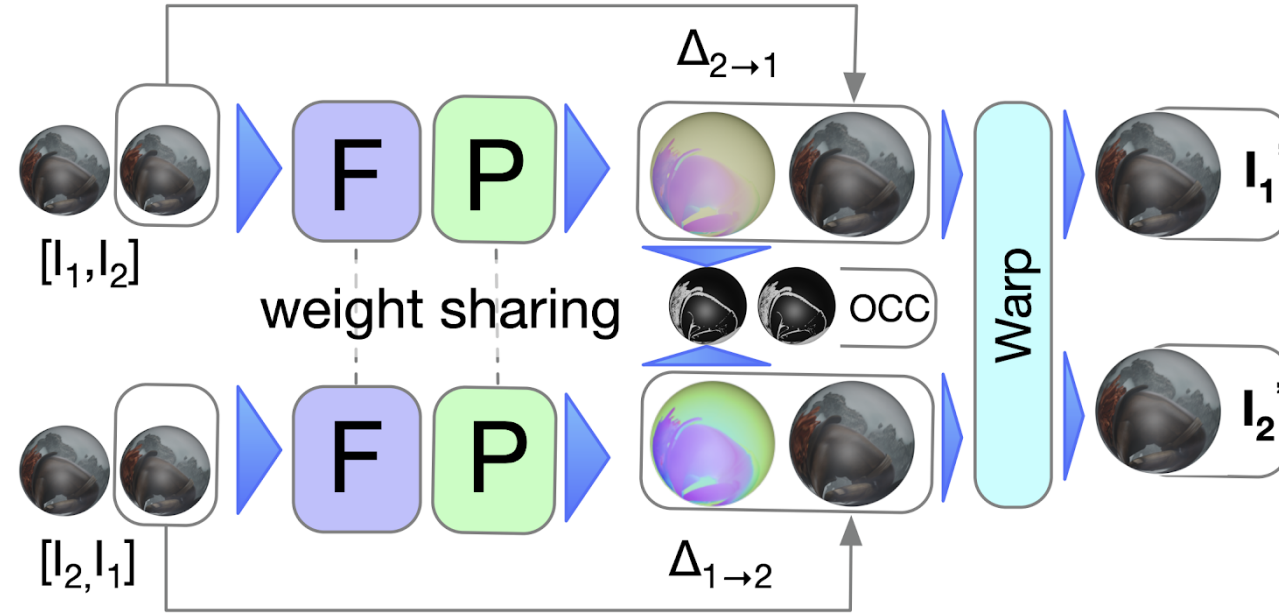 Δ₂→₁
F P
[I₁,I₂]
I₁'
weight sharing
OCC
Warp
F P
I₂'
[I₂,I₁]
Δ₁→₂